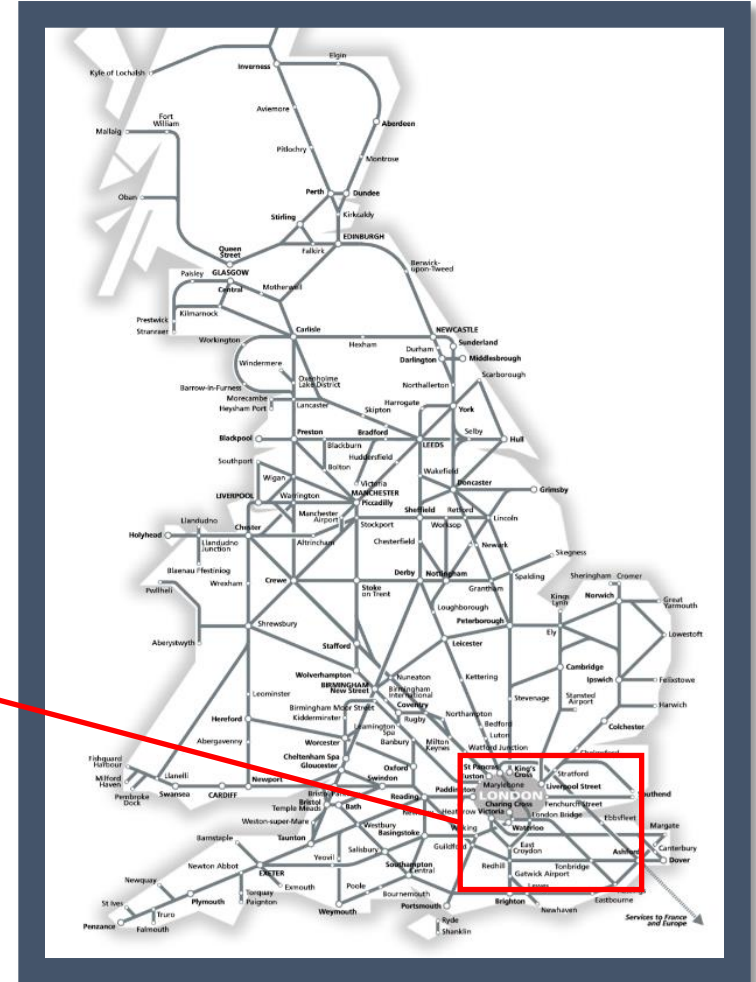 Elgin
Inverness
Kyle of Lochalsh
Aviemore
Fort
William
Aberdeen
Mallaig
Pitlochry
Montrose
Perth
Dundee
Oban
Stirling
Kirkcaldy
EDINBURGH
Queen
Street
Falkirk
Berwick-
upon-Tweed
Paisley
GLASGOW
Central
Motherwell
Prestwick
Kilmarnock
Stranraer
Carlisle
NEWCASTLE
Workington
Hexham
Sunderland
Durham
Darlington
Middlesbrough
Windermere
Scarborough
Oxenholme
Lake District
Barrow-in-Furness
Northallerton
Morecambe
Heysham Port
Lancaster
Harrogate
Skipton
York
Blackpool
Preston
Bradford
Selby
Blackburn
LEEDS
Hull
Southport
Huddersfield
Bolton
Wakefield
Wigan
Victoria
Doncaster
LIVERPOOL
Warrington
MANCHESTER
Piccadilly
Grimsby
Manchester
Airport
Sheffield
Retford
Llandudno
Stockport
Worksop
Lincoln
Holyhead
Chester
Llandudno
Junction
Altrincham
Chesterfield
Newark
Skegness
Blaenau Ffestiniog
Derby
Nottingham
Spalding
Sheringham
Cromer
Pwllheli
Wrexham
Crewe
Stoke
on Trent
Grantham
Kings
Lynn
Norwich
Great
Yarmouth
Loughborough
Aberystwyth
Shrewsbury
Peterborough
Ely
Lowestoft
Stafford
Leicester
Wolverhampton
Cambridge
BIRMINGHAM
New Street
Nuneaton
Kettering
Ipswich
Felixstowe
Birmingham
International
Leominster
Birmingham Moor Street
Coventry
Stevenage
Stansted
Airport
Harwich
Hereford
Kidderminster
Rugby
Northampton
Leamington
Spa
Bedford
Colchester
Abergavenny
Worcester
Banbury
Milton
Keynes
Luton
Cheltenham Spa
Watford Junction
Chelmsford
Fishguard
Harbour
Gloucester
Oxford
St Pancras
Euston
King's
Cross
Stratford
Milford
Haven
Llanelli
Newport
Swindon
Marylebone
Liverpool Street
Pembroke
Dock
Swansea
CARDIFF
Reading
Paddington
LONDON
Southend
Bristol
Temple Meads
Bath
Charing Cross
Fenchurch Street
Heathrow
Victoria
London Bridge
Ebbsfleet
Weston-super-Mare
Westbury
Waterloo
Margate
Barnstaple
Taunton
Basingstoke
Woking
East
Croydon
Canterbury
Salisbury
Guildford
Ashford
Newton Abbot
Yeovil
Redhill
Tonbridge
Dover
Newquay
EXETER
Southampton
Central
Gatwick Airport
Exmouth
Poole
Bournemouth
St Ives
Plymouth
Torquay
Paignton
Portsmouth
Brighton
Eastbourne
Truro
Weymouth
Newhaven
Penzance
Falmouth
Ryde
Shanklin
Services to France
and Europe